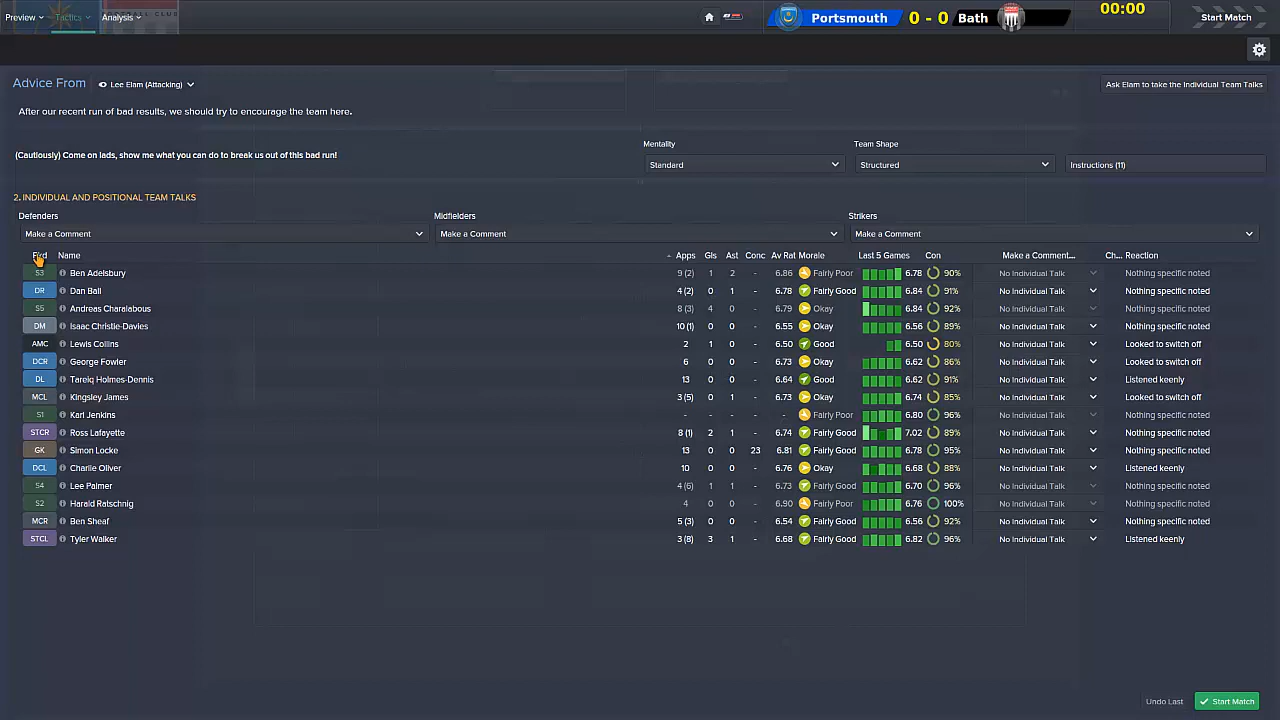 Preview Tactics Analysis Portsmouth 0 - 0 Bath 00:00 Start Match
Advice From Lee Elam (Attacking) Ask Elam to take the Individual Team Talks
After our recent run of bad results, we should try to encourage the team here.
Mentality Team Shape
(Cautiously) Come on lads, show me what you can do to break us out of this bad run! Standard Structured Instructions (11)
2. INDIVIDUAL AND POSITIONAL TEAM TALKS
Defenders Midfielders Strikers
Make a Comment Make a Comment Make a Comment
Name Apps Gls Ast Conc Av Rat Morale Last 5 Games Con Make a Comment... Ch... Reaction
S3 Ben Adelsbury 9 (2) 1 2 - 6.86 Fairly Poor 6.78 90% No Individual Talk Nothing specific noted
DR Dan Ball 4 (2) 0 1 - 6.78 Fairly Good 6.84 91% No Individual Talk Nothing specific noted
S5 Andreas Charalabous 8 (3) 4 0 - 6.79 Okay 6.84 92% No Individual Talk Nothing specific noted
DM Isaac Christie-Davies 10 (1) 0 0 - 6.55 Okay 6.56 89% No Individual Talk Nothing specific noted
AMC Lewis Collins 2 1 0 - 6.50 Good 6.50 80% No Individual Talk Looked to switch off
DCR George Fowler 6 0 0 - 6.73 Okay 6.62 86% No Individual Talk Looked to switch off
DL Tareiq Holmes-Dennis 13 0 0 - 6.64 Good 6.62 91% No Individual Talk Listened keenly
MCL Kingsley James 3 (5) 0 0 - 6.73 Okay 6.74 85% No Individual Talk Looked to switch off
S1 Karl Jenkins - - - - - Fairly Poor 6.80 96% No Individual Talk Nothing specific noted
STCR Ross Lafayette 8 (1) 2 1 - 6.74 Fairly Good 7.02 89% No Individual Talk Nothing specific noted
GK Simon Locke 13 0 0 23 6.81 Fairly Good 6.78 95% No Individual Talk Nothing specific noted
DCL Charlie Oliver 10 0 0 - 6.76 Okay 6.68 88% No Individual Talk Listened keenly
S4 Lee Palmer 4 (6) 1 1 - 6.73 Fairly Good 6.70 96% No Individual Talk Nothing specific noted
S2 Harald Ratschnig 4 0 0 - 6.90 Fairly Poor 6.76 100% No Individual Talk Nothing specific noted
MCR Ben Sheaf 5 (3) 0 0 - 6.54 Fairly Good 6.56 92% No Individual Talk Nothing specific noted
STCL Tyler Walker 3 (8) 3 1 - 6.68 Fairly Good 6.82 96% No Individual Talk Listened keenly
Undo Last Start Match